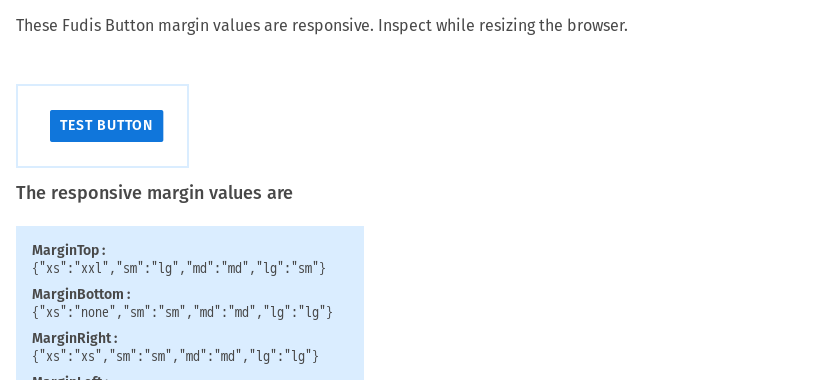 These Fudis Button margin values are responsive. Inspect while resizing the browser.
TEST BUTTON
The responsive margin values are
MarginTop :
{"xs":"xxl","sm":"lg","md":"md","lg":"sm"}
MarginBottom :
{"xs":"none","sm":"sm","md":"md","lg":"lg"}
MarginRight :
{"xs":"xs","sm":"sm","md":"md","lg":"lg"}
MarginLeft :